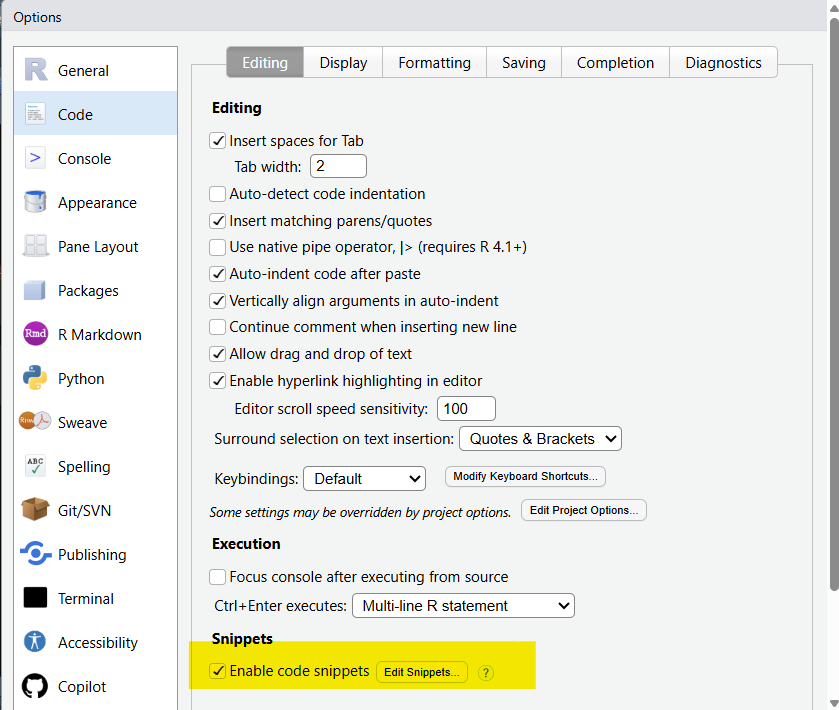 Options
General
Code
Console
Appearance
Pane Layout
Packages
Rmd R Markdown
Python
Rnw Sweave
ABC Spelling
Git/SVN
Publishing
Terminal
Accessibility
Copilot
Editing Display Formatting Saving Completion Diagnostics
Editing
Insert spaces for Tab
Tab width: 2
Auto-detect code indentation
Insert matching parens/quotes
Use native pipe operator, |> (requires R 4.1+)
Auto-indent code after paste
Vertically align arguments in auto-indent
Continue comment when inserting new line
Allow drag and drop of text
Enable hyperlink highlighting in editor
Editor scroll speed sensitivity: 100
Surround selection on text insertion: Quotes & Brackets
Keybindings: Default Modify Keyboard Shortcuts...
Some settings may be overridden by project options. Edit Project Options...
Execution
Focus console after executing from source
Ctrl+Enter executes: Multi-line R statement
Snippets
Enable code snippets Edit Snippets... ?